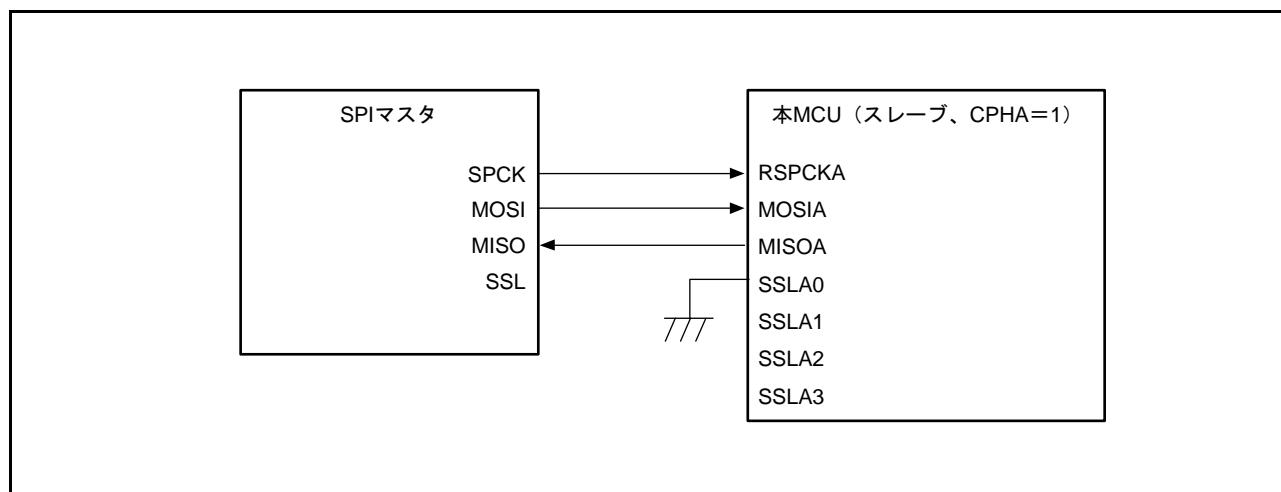 SPIマスタ
SPCK
MOSI
MISO
SSL
本MCU（スレーブ、CPHA＝1）
RSPCKA
MOSIA
MISOA
SSLA0
SSLA1
SSLA2
SSLA3